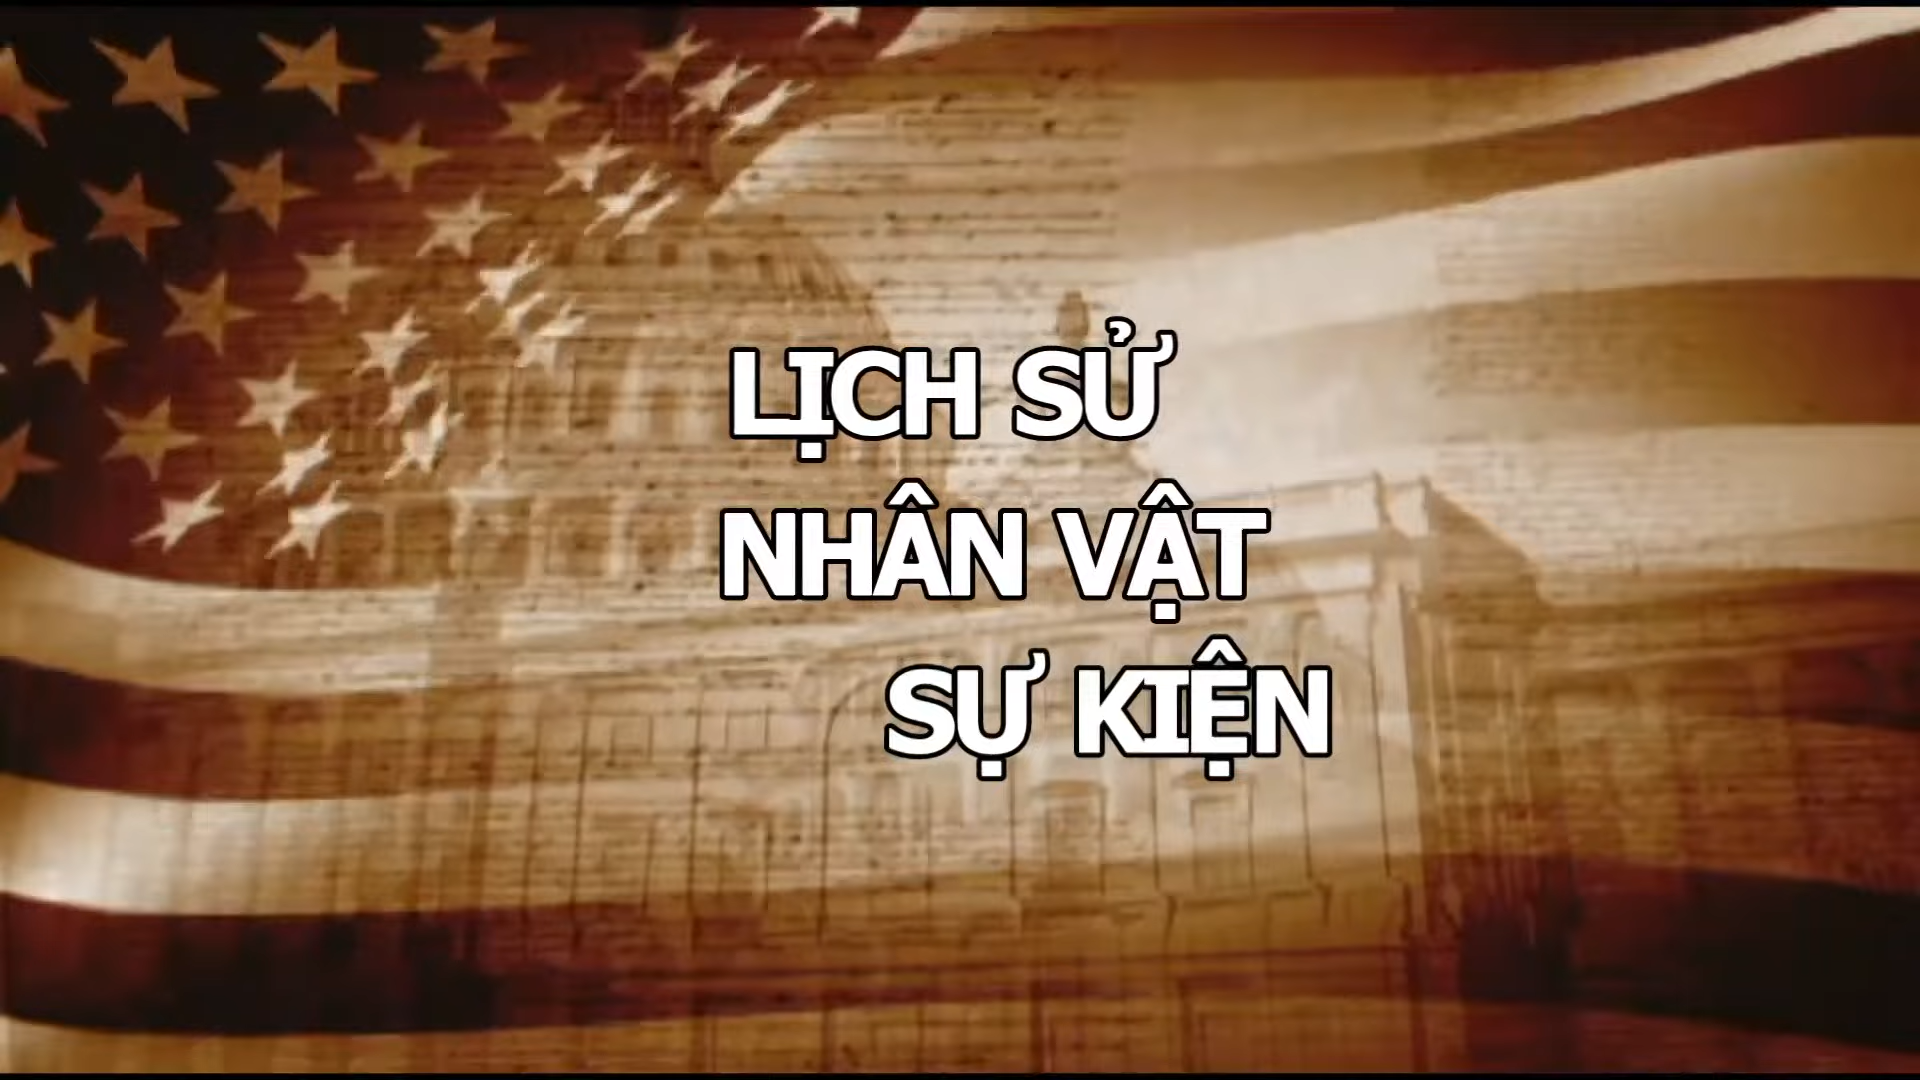 LỊCH SỬ
NHÂN VẬT
SỰ KIỆN